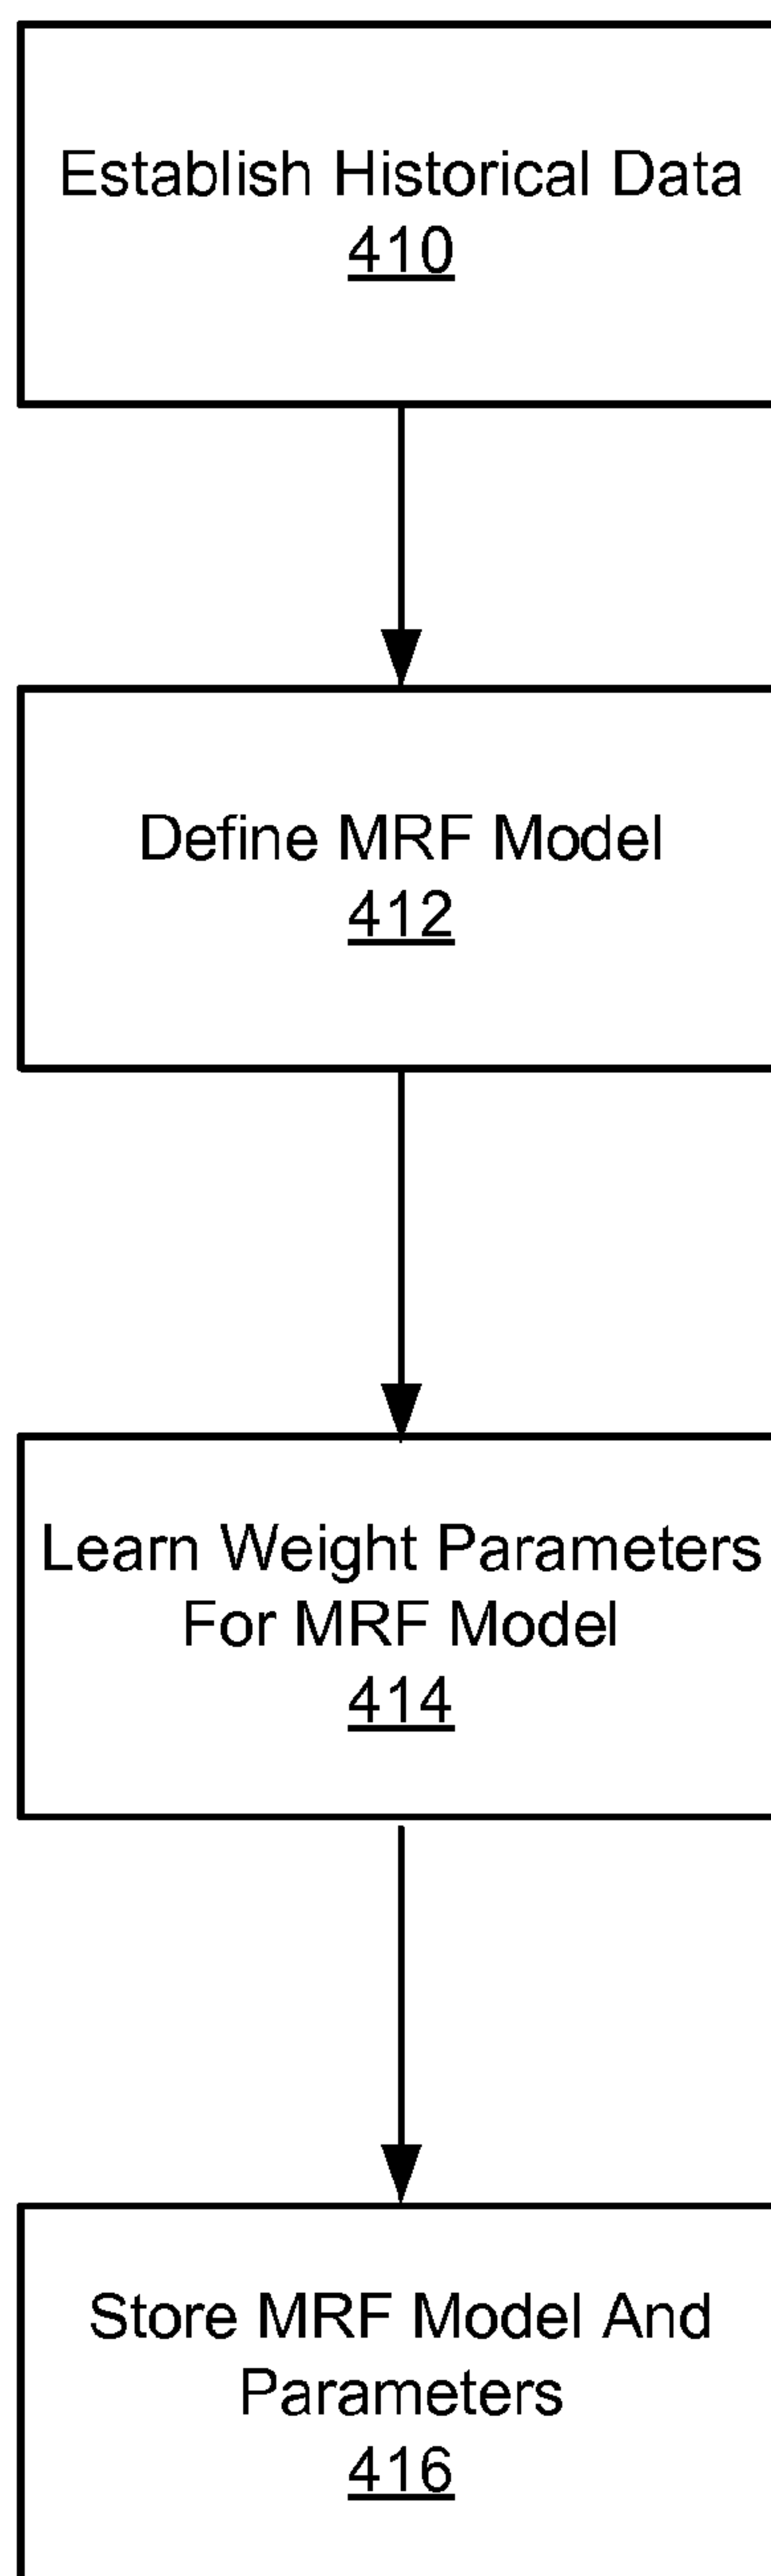 Establish Historical Data
410
Define MRF Model
412
Learn Weight Parameters
For MRF Model
414
Store MRF Model And
Parameters
416